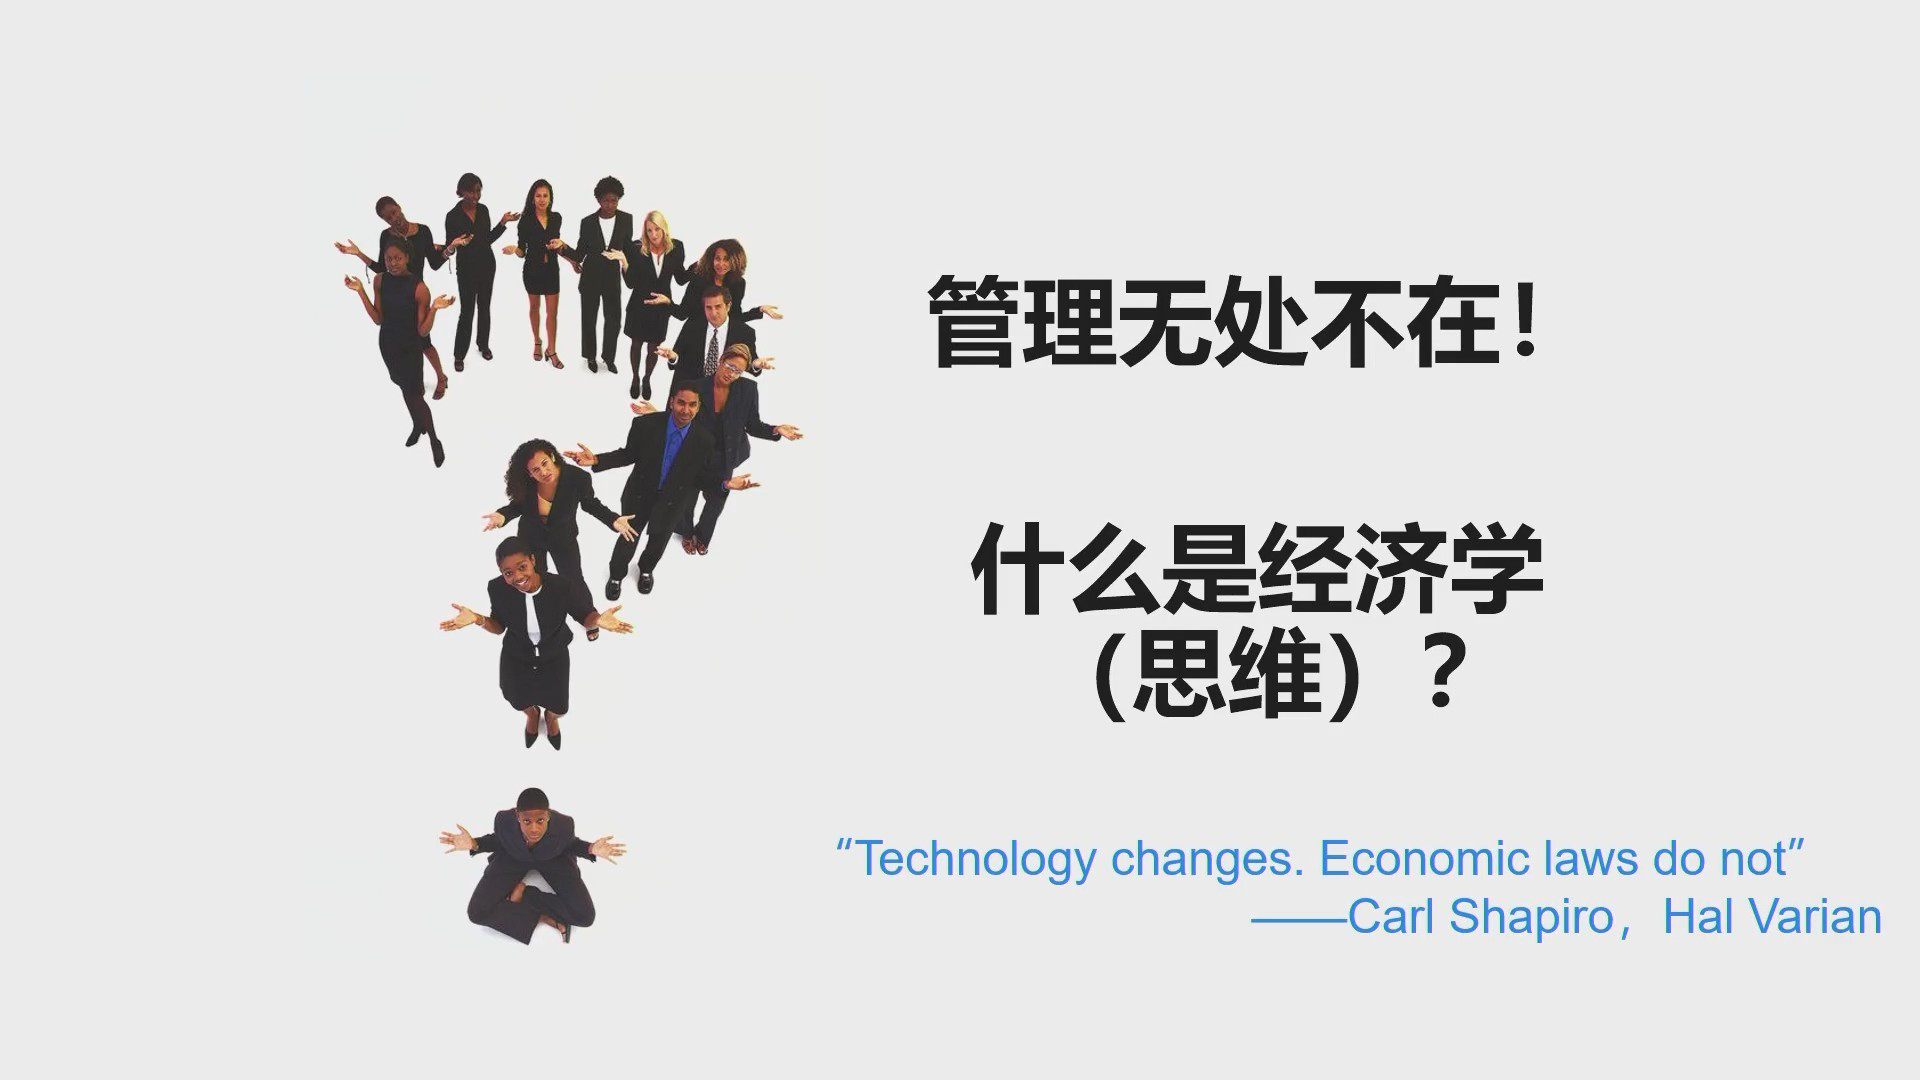 管理无处不在！
什么是经济学
（思维）？
“Technology changes. Economic laws do not”
——Carl Shapiro，Hal Varian